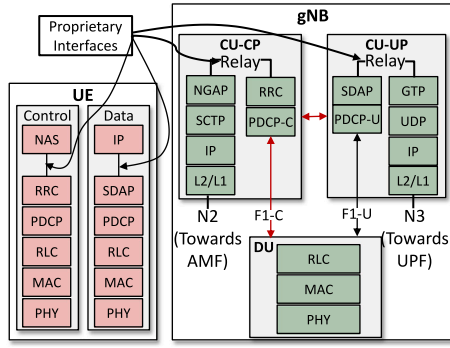 gNB
Proprietary
Interfaces
CU-CP
Relay
NGAP
SCTP
IP
L2/L1
RRC
PDCP-C
CU-UP
Relay
SDAP
PDCP-U
GTP
UDP
IP
L2/L1
UE
Control
NAS
RRC
PDCP
RLC
MAC
PHY
Data
IP
SDAP
PDCP
RLC
MAC
PHY
N2
(Towards
AMF)
F1-C
F1-U
N3
(Towards
UPF)
DU
RLC
MAC
PHY